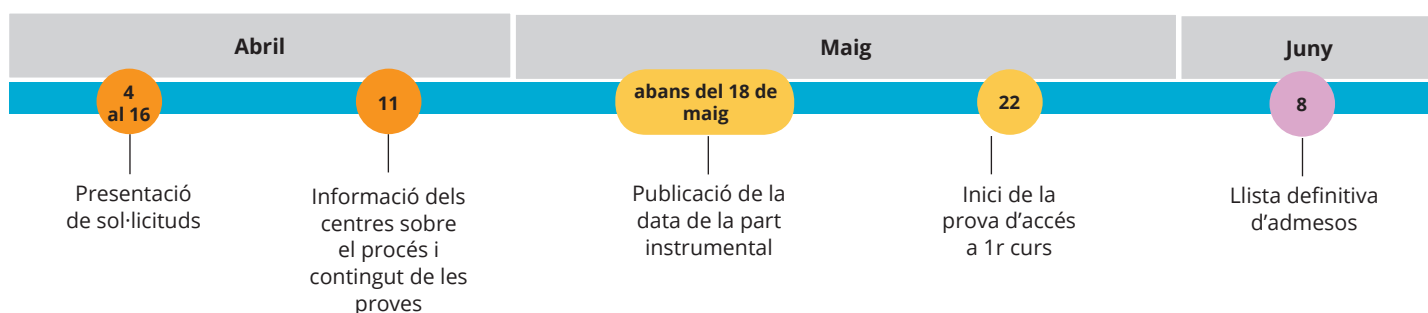 Abril
Maig
Juny
4
al 16
11
abans del 18 de
maig
22
8
Presentació
de sol·licituds
Informació dels
centres sobre
el procés i
contingut de les
proves
Publicació de la
data de la part
instrumental
Inici de la
prova d’accés
a 1r curs
Llista definitiva
d’admesos